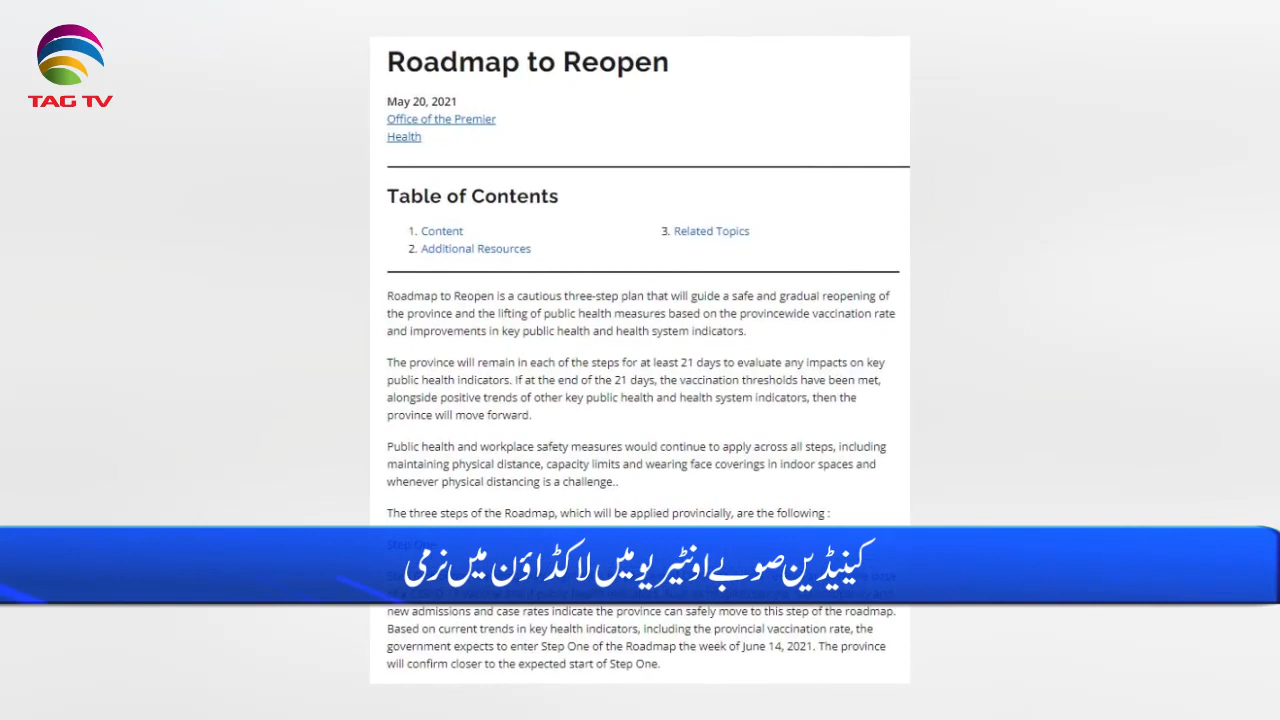 TAG TV
Roadmap to Reopen
May 20, 2021
Office of the Premier
Health
Table of Contents
1. Content
2. Additional Resources
3. Related Topics
Roadmap to Reopen is a cautious three-step plan that will guide a safe and gradual reopening of
the province and the lifting of public health measures based on the provincewide vaccination rate
and improvements in key public health and health system indicators.
The province will remain in each of the steps for at least 21 days to evaluate any impacts on key
public health indicators. If at the end of the 21 days, the vaccination thresholds have been met,
alongside positive trends of other key public health and health system indicators, then the
province will move forward.
Public health and workplace safety measures would continue to apply across all steps, including
maintaining physical distance, capacity limits and wearing face coverings in indoor spaces and
whenever physical distancing is a challenge..
The three steps of the Roadmap, which will be applied provincially, are the following :
Step One
کینیڈین صوبے اونٹیریو میں لاکڈاؤن میں نرمی
new admissions and case rates indicate the province can safely move to this step of the roadmap.
Based on current trends in key health indicators, including the provincial vaccination rate, the
government expects to enter Step One of the Roadmap the week of June 14, 2021. The province
will confirm closer to the expected start of Step One.